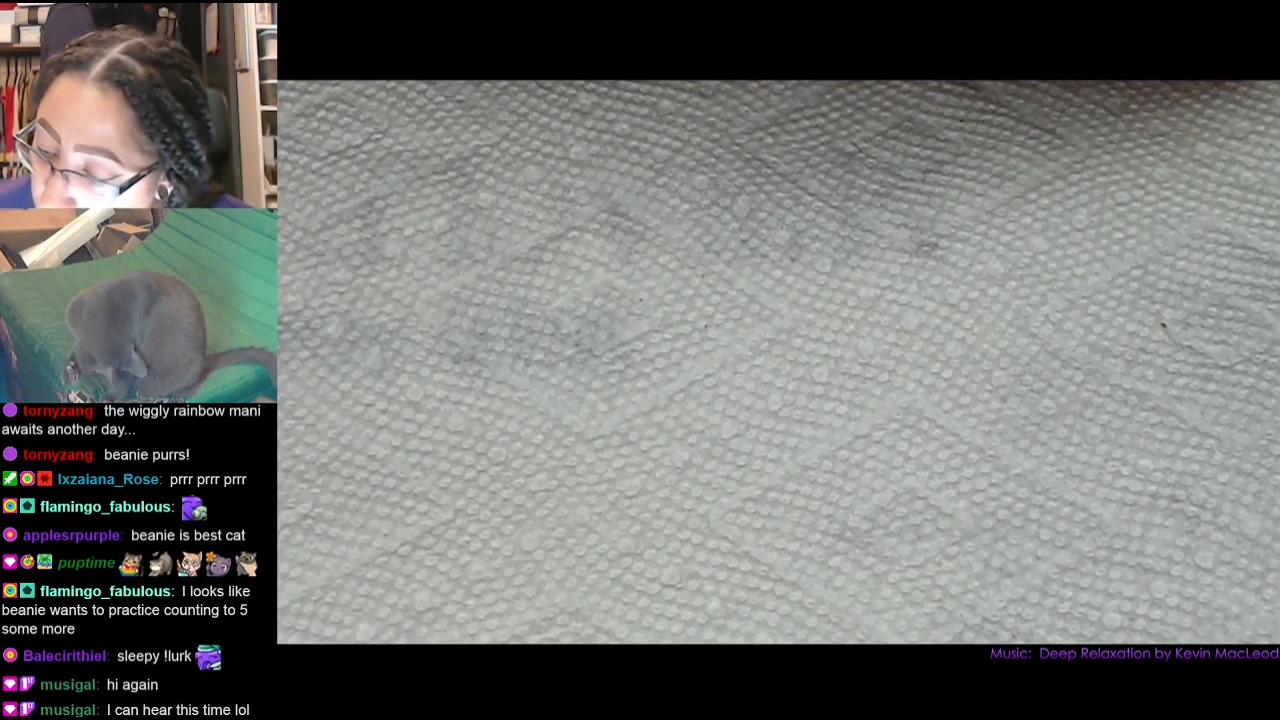 tornyzang: the wiggly rainbow mani
awaits another day...
tornyzang: beanie purrs!
Ixzaiana_Rose: prrr prrr prrr
flamingo_fabulous:
applesrpurple: beanie is best cat
puptime
flamingo_fabulous: I looks like
beanie wants to practice counting to 5
some more
Balecirithiel: sleepy !lurk
musigal: hi again
musigal: I can hear this time lol
Music: Deep Relaxation by Kevin MacLeod